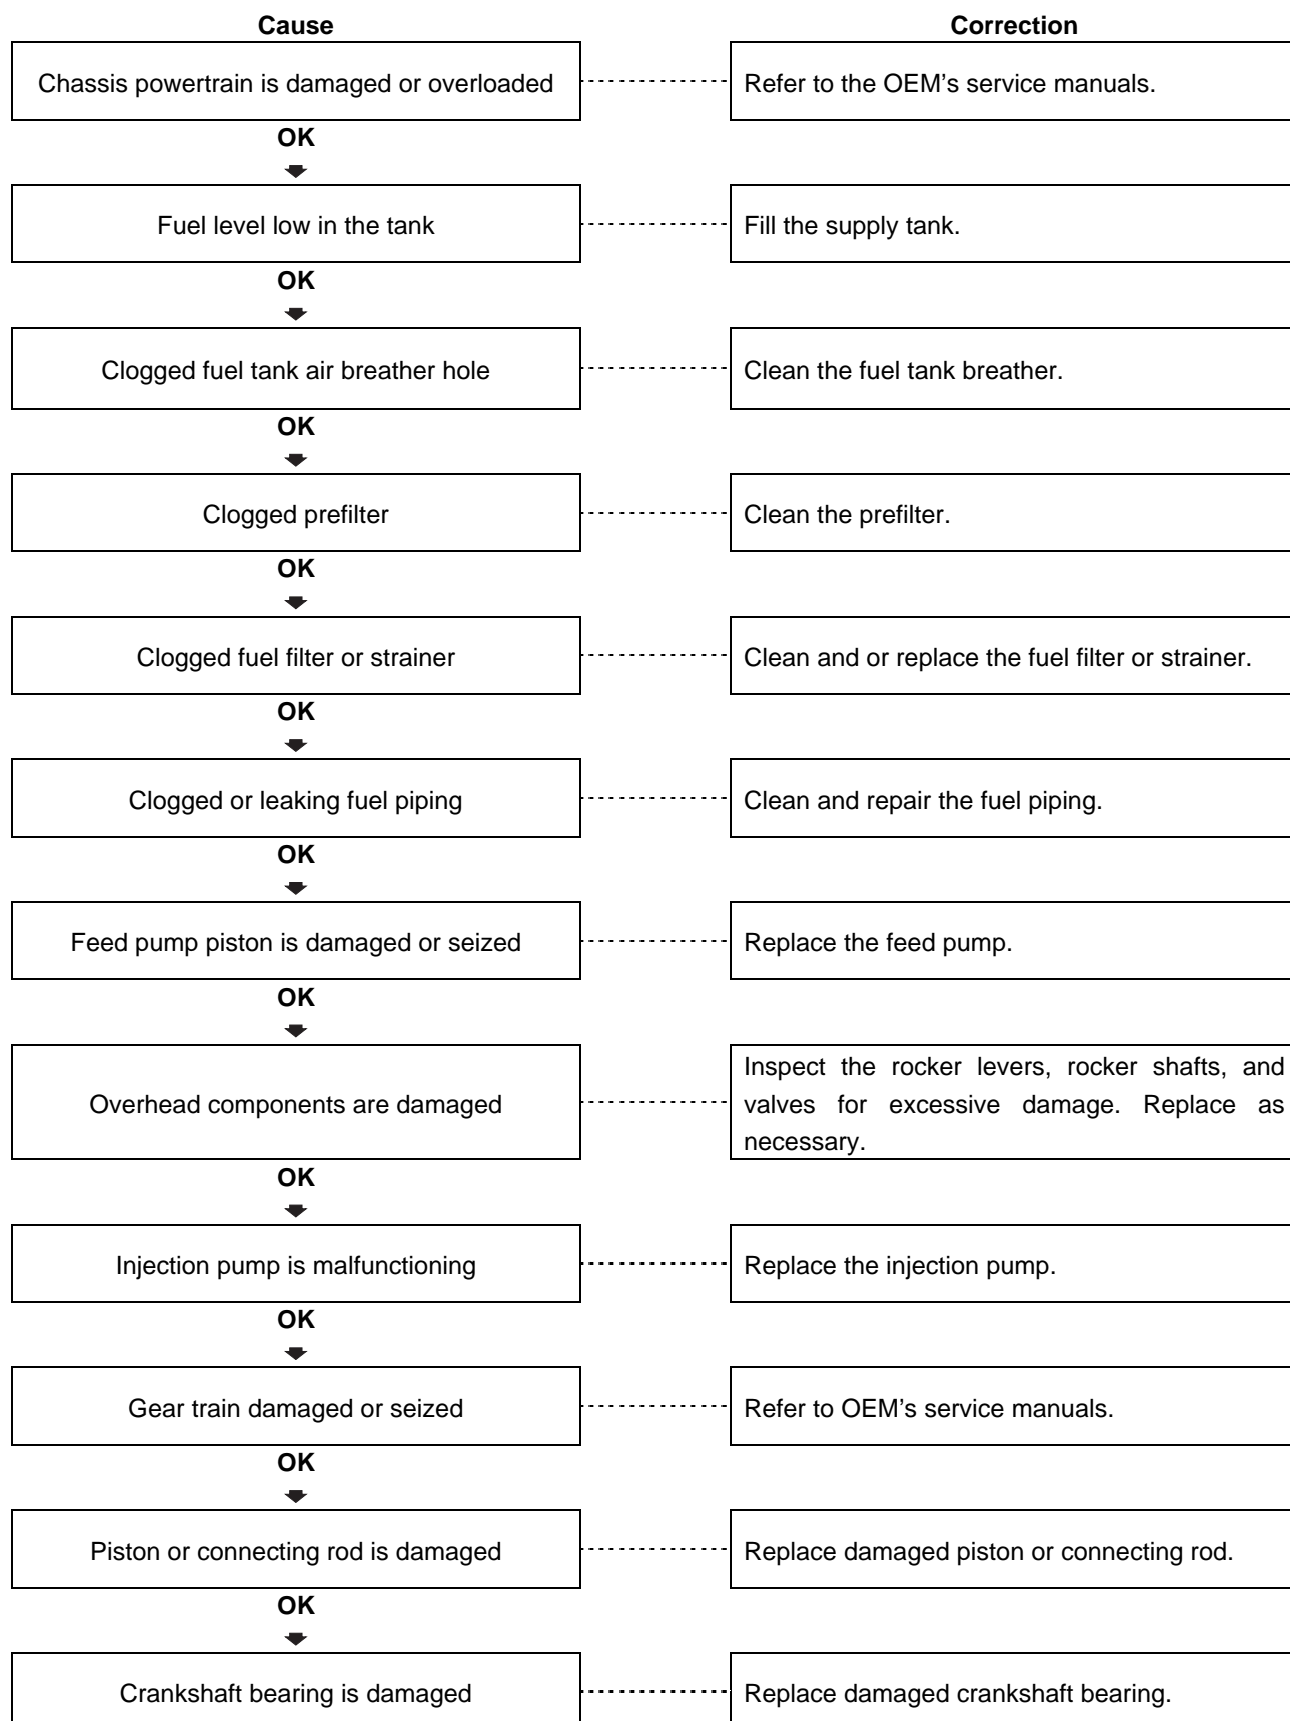 Cause
Correction
Chassis powertrain is damaged or overloaded
Refer to the OEM’s service manuals.
OK
Fuel level low in the tank
Fill the supply tank.
OK
Clogged fuel tank air breather hole
Clean the fuel tank breather.
OK
Clogged prefilter
Clean the prefilter.
OK
Clogged fuel filter or strainer
Clean and or replace the fuel filter or strainer.
OK
Clogged or leaking fuel piping
Clean and repair the fuel piping.
OK
Feed pump piston is damaged or seized
Replace the feed pump.
OK
Overhead components are damaged
Inspect the rocker levers, rocker shafts, and
valves for excessive damage. Replace as
necessary.
OK
Injection pump is malfunctioning
Replace the injection pump.
OK
Gear train damaged or seized
Refer to OEM’s service manuals.
OK
Piston or connecting rod is damaged
Replace damaged piston or connecting rod.
OK
Crankshaft bearing is damaged
Replace damaged crankshaft bearing.